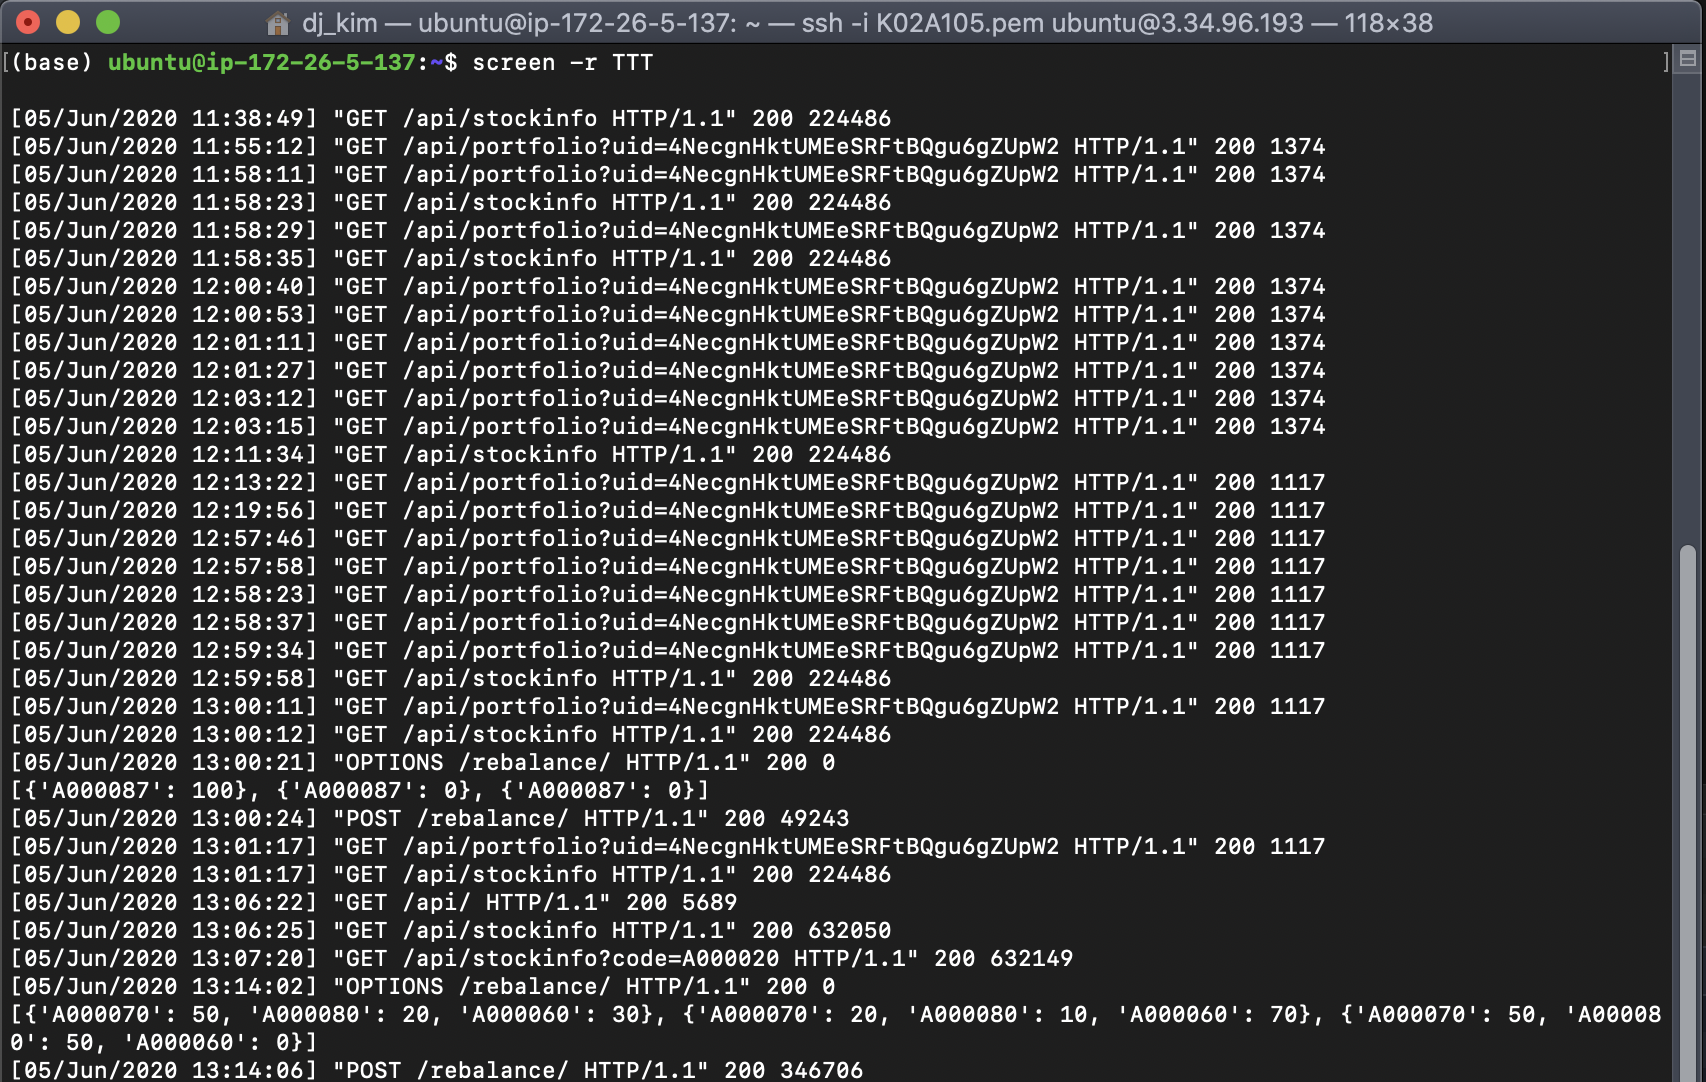 dj_kim — ubuntu@ip-172-26-5-137: ~ — ssh -i K02A105.pem ubuntu@3.34.96.193 — 118×38
[(base) ubuntu@ip-172-26-5-137:~$ screen -r TTT ]
[05/Jun/2020 11:38:49] "GET /api/stockinfo HTTP/1.1" 200 224486
[05/Jun/2020 11:55:12] "GET /api/portfolio?uid=4NecgnHktUMEeSRFtBQgu6gZUpW2 HTTP/1.1" 200 1374
[05/Jun/2020 11:58:11] "GET /api/portfolio?uid=4NecgnHktUMEeSRFtBQgu6gZUpW2 HTTP/1.1" 200 1374
[05/Jun/2020 11:58:23] "GET /api/stockinfo HTTP/1.1" 200 224486
[05/Jun/2020 11:58:29] "GET /api/portfolio?uid=4NecgnHktUMEeSRFtBQgu6gZUpW2 HTTP/1.1" 200 1374
[05/Jun/2020 11:58:35] "GET /api/stockinfo HTTP/1.1" 200 224486
[05/Jun/2020 12:00:40] "GET /api/portfolio?uid=4NecgnHktUMEeSRFtBQgu6gZUpW2 HTTP/1.1" 200 1374
[05/Jun/2020 12:00:53] "GET /api/portfolio?uid=4NecgnHktUMEeSRFtBQgu6gZUpW2 HTTP/1.1" 200 1374
[05/Jun/2020 12:01:11] "GET /api/portfolio?uid=4NecgnHktUMEeSRFtBQgu6gZUpW2 HTTP/1.1" 200 1374
[05/Jun/2020 12:01:27] "GET /api/portfolio?uid=4NecgnHktUMEeSRFtBQgu6gZUpW2 HTTP/1.1" 200 1374
[05/Jun/2020 12:03:12] "GET /api/portfolio?uid=4NecgnHktUMEeSRFtBQgu6gZUpW2 HTTP/1.1" 200 1374
[05/Jun/2020 12:03:15] "GET /api/portfolio?uid=4NecgnHktUMEeSRFtBQgu6gZUpW2 HTTP/1.1" 200 1374
[05/Jun/2020 12:11:34] "GET /api/stockinfo HTTP/1.1" 200 224486
[05/Jun/2020 12:13:22] "GET /api/portfolio?uid=4NecgnHktUMEeSRFtBQgu6gZUpW2 HTTP/1.1" 200 1117
[05/Jun/2020 12:19:56] "GET /api/portfolio?uid=4NecgnHktUMEeSRFtBQgu6gZUpW2 HTTP/1.1" 200 1117
[05/Jun/2020 12:57:46] "GET /api/portfolio?uid=4NecgnHktUMEeSRFtBQgu6gZUpW2 HTTP/1.1" 200 1117
[05/Jun/2020 12:57:58] "GET /api/portfolio?uid=4NecgnHktUMEeSRFtBQgu6gZUpW2 HTTP/1.1" 200 1117
[05/Jun/2020 12:58:23] "GET /api/portfolio?uid=4NecgnHktUMEeSRFtBQgu6gZUpW2 HTTP/1.1" 200 1117
[05/Jun/2020 12:58:37] "GET /api/portfolio?uid=4NecgnHktUMEeSRFtBQgu6gZUpW2 HTTP/1.1" 200 1117
[05/Jun/2020 12:59:34] "GET /api/portfolio?uid=4NecgnHktUMEeSRFtBQgu6gZUpW2 HTTP/1.1" 200 1117
[05/Jun/2020 12:59:58] "GET /api/stockinfo HTTP/1.1" 200 224486
[05/Jun/2020 13:00:11] "GET /api/portfolio?uid=4NecgnHktUMEeSRFtBQgu6gZUpW2 HTTP/1.1" 200 1117
[05/Jun/2020 13:00:12] "GET /api/stockinfo HTTP/1.1" 200 224486
[05/Jun/2020 13:00:21] "OPTIONS /rebalance/ HTTP/1.1" 200 0
[{'A000087': 100}, {'A000087': 0}, {'A000087': 0}]
[05/Jun/2020 13:00:24] "POST /rebalance/ HTTP/1.1" 200 49243
[05/Jun/2020 13:01:17] "GET /api/portfolio?uid=4NecgnHktUMEeSRFtBQgu6gZUpW2 HTTP/1.1" 200 1117
[05/Jun/2020 13:01:17] "GET /api/stockinfo HTTP/1.1" 200 224486
[05/Jun/2020 13:06:22] "GET /api/ HTTP/1.1" 200 5689
[05/Jun/2020 13:06:25] "GET /api/stockinfo HTTP/1.1" 200 632050
[05/Jun/2020 13:07:20] "GET /api/stockinfo?code=A000020 HTTP/1.1" 200 632149
[05/Jun/2020 13:14:02] "OPTIONS /rebalance/ HTTP/1.1" 200 0
[{'A000070': 50, 'A000080': 20, 'A000060': 30}, {'A000070': 20, 'A000080': 10, 'A000060': 70}, {'A000070': 50, 'A00008
0': 50, 'A000060': 0}]
[05/Jun/2020 13:14:06] "POST /rebalance/ HTTP/1.1" 200 346706